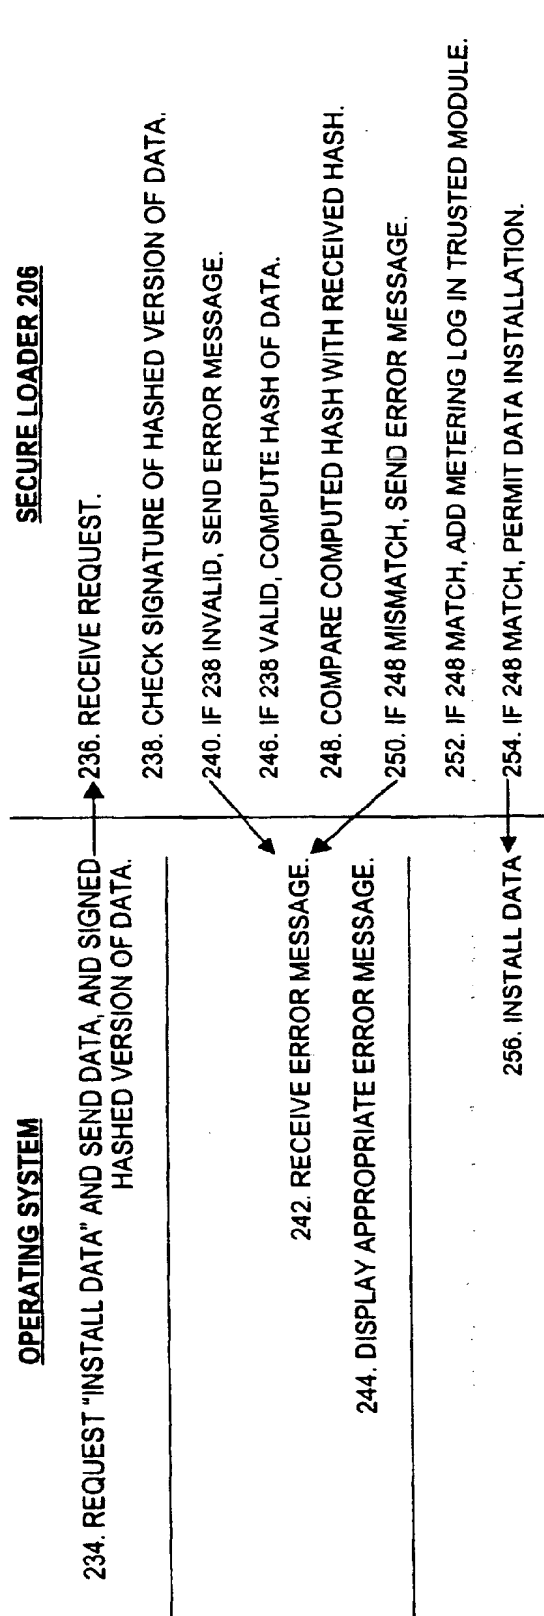 OPERATING SYSTEM
SECURE LOADER 206
234. REQUEST "INSTALL DATA" AND SEND DATA, AND SIGNED
HASHED VERSION OF DATA.
236. RECEIVE REQUEST.
238. CHECK SIGNATURE OF HASHED VERSION OF DATA.
240. IF 238 INVALID, SEND ERROR MESSAGE.
246. IF 238 VALID, COMPUTE HASH OF DATA.
242. RECEIVE ERROR MESSAGE.
248. COMPARE COMPUTED HASH WITH RECEIVED HASH.
244. DISPLAY APPROPRIATE ERROR MESSAGE.
250. IF 248 MISMATCH, SEND ERROR MESSAGE.
252. IF 248 MATCH, ADD METERING LOG IN TRUSTED MODULE.
254. IF 248 MATCH, PERMIT DATA INSTALLATION.
256. INSTALL DATA